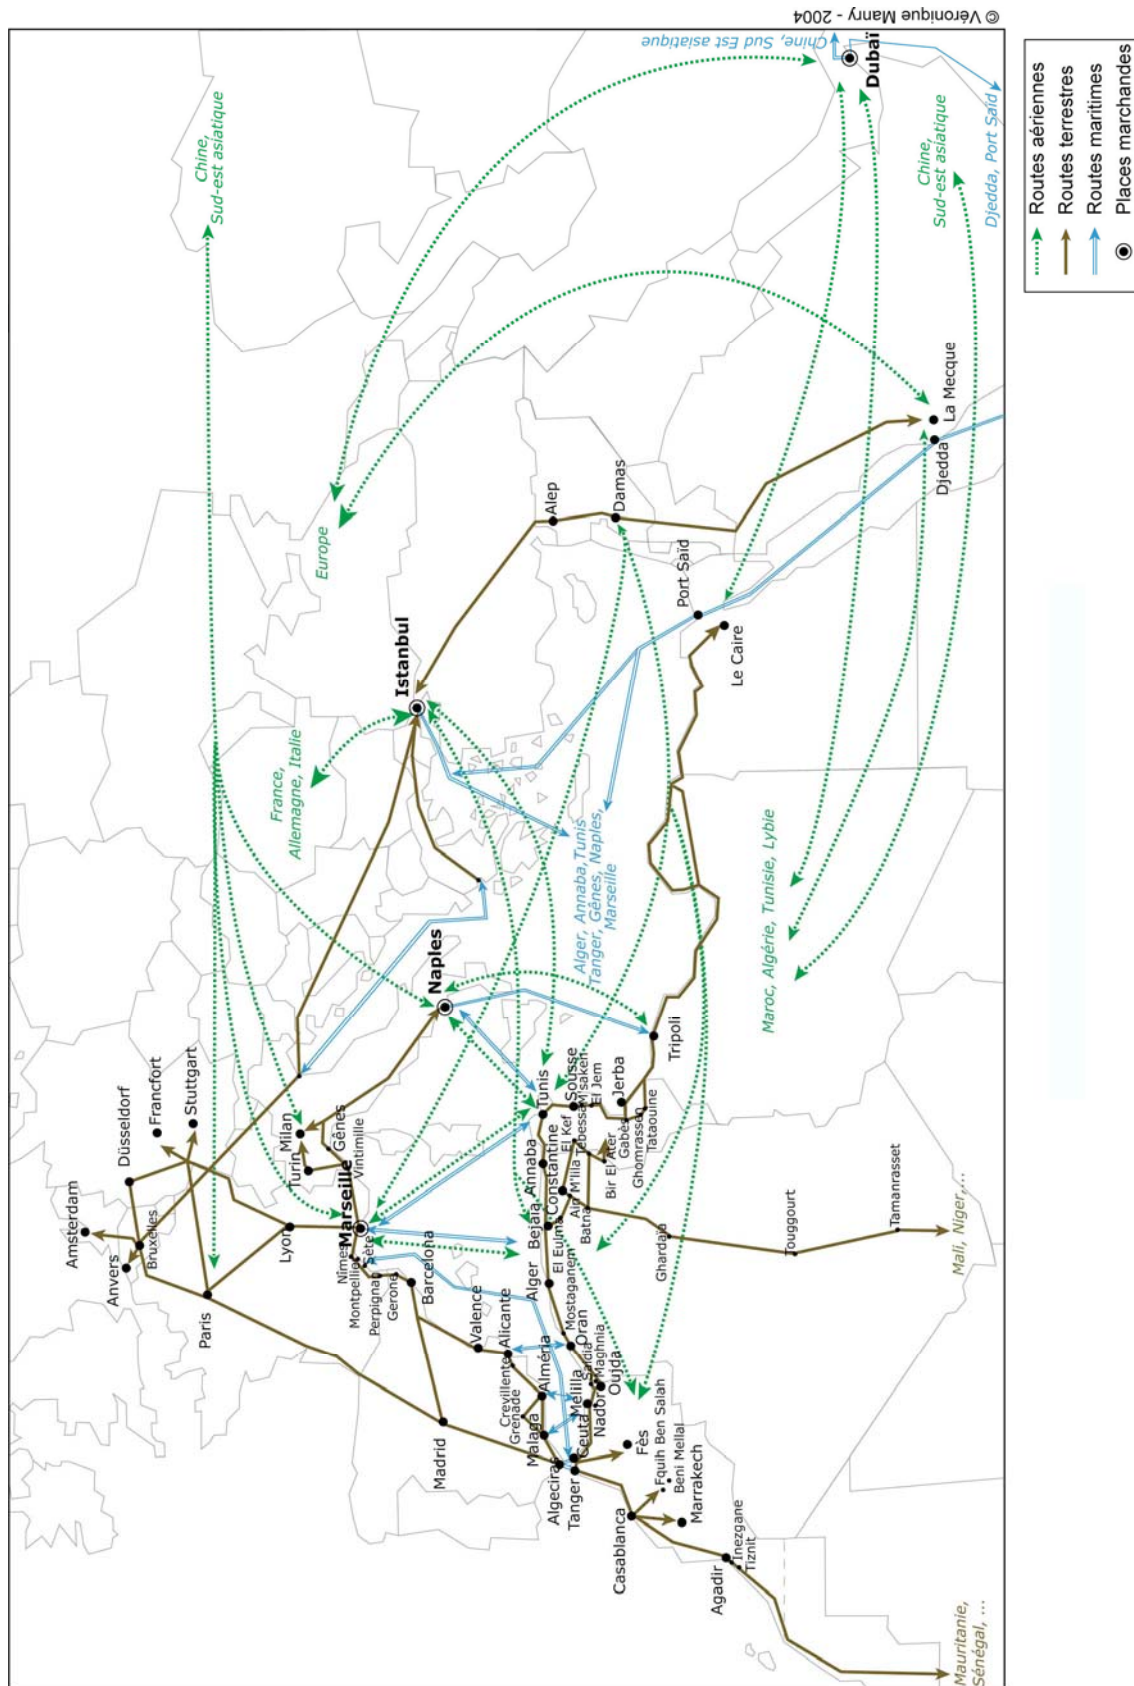 © Véronique Manry - 2004
Chine,
Sud-est asiatique
Chine, Sud Est asiatique
Dubaï
Djedda, Port Saïd
Chine,
Sud-est asiatique
Europe
La Mecque
Djedda
Alep
Damas
Port Saïd
Le Caire
Istanbul
France,
Allemagne, Italie
Alger, Annaba,Tunis
Tanger, Gênes, Naples,
Marseille
Maroc, Algérie, Tunisie, Lybie
Naples
Tripoli
Amsterdam
Anvers
Bruxelles
Düsseldorf
Francfort
Stuttgart
Paris
Lyon
Milan
Turin
Gênes
Vintimille
Marseille
Nîmes
Sète
Montpellier
Perpignan
Gerone
Barcelona
Valence
Alicante
Crevillente
Grenade
Alméria
Malaga
Madrid
Algeciras
Tanger
Ceuta
Melilla
Nador
Saïdia
Maghnia
Oujda
Oran
Mostaganem
Alger
Bejaia
El Eulma
Constantine
Annaba
Ain M'lila
Batna
Tunis
El Kef
Tebessa
Bir El Ater
Sousse
M'saken
El Jem
Jerba
Gabès
Ghomrassen
Tataouine
Ghardaïa
Touggourt
Tamanrasset
Mali, Niger,...
Fès
Fquih Ben Salah
Beni Mellal
Marrakech
Casablanca
Agadir
Inezgane
Tiznit
Mauritanie,
Sénégal, ...
Routes aériennes
Routes terrestres
Routes maritimes
Places marchandes